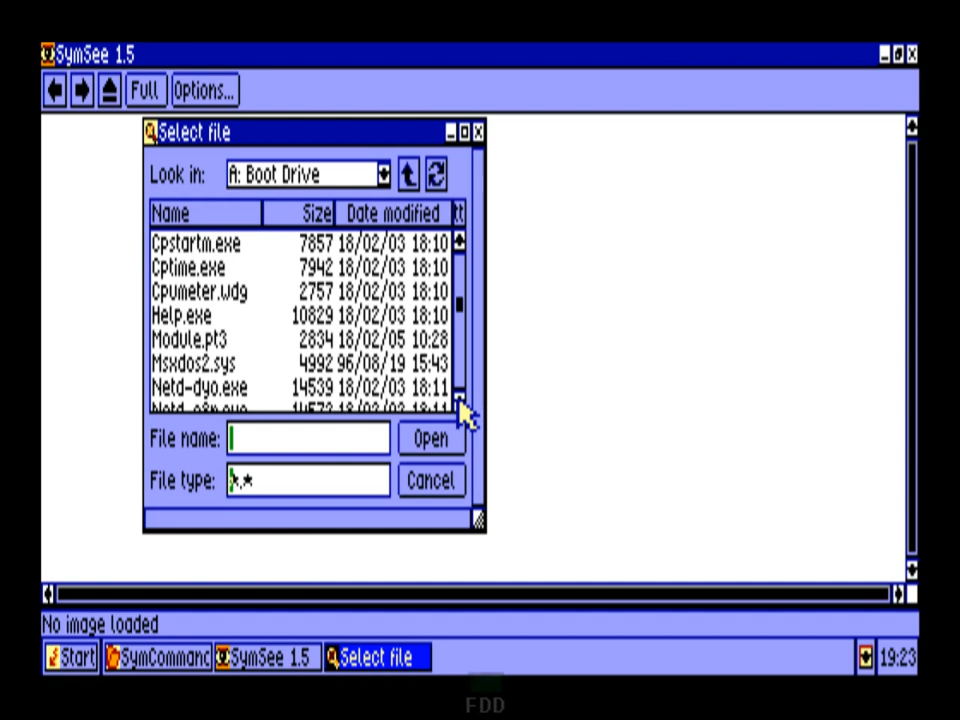 SymSee 1.5
Full Options...
Select file
Look in: A: Boot Drive
Name Size Date modified tt
Cpstartm.exe 7857 18/02/03 18:10
Cptime.exe 7942 18/02/03 18:10
Cpumeter.wdg 2757 18/02/03 18:10
Help.exe 10829 18/02/03 18:10
Module.pt3 2834 18/02/05 10:28
Msxdos2.sys 4992 96/08/19 15:43
Netd-dyo.exe 14539 18/02/03 18:11
File name: Open
File type: *.* Cancel
No image loaded
Start SymCommanc SymSee 1.5 Select file 19:23
FDD